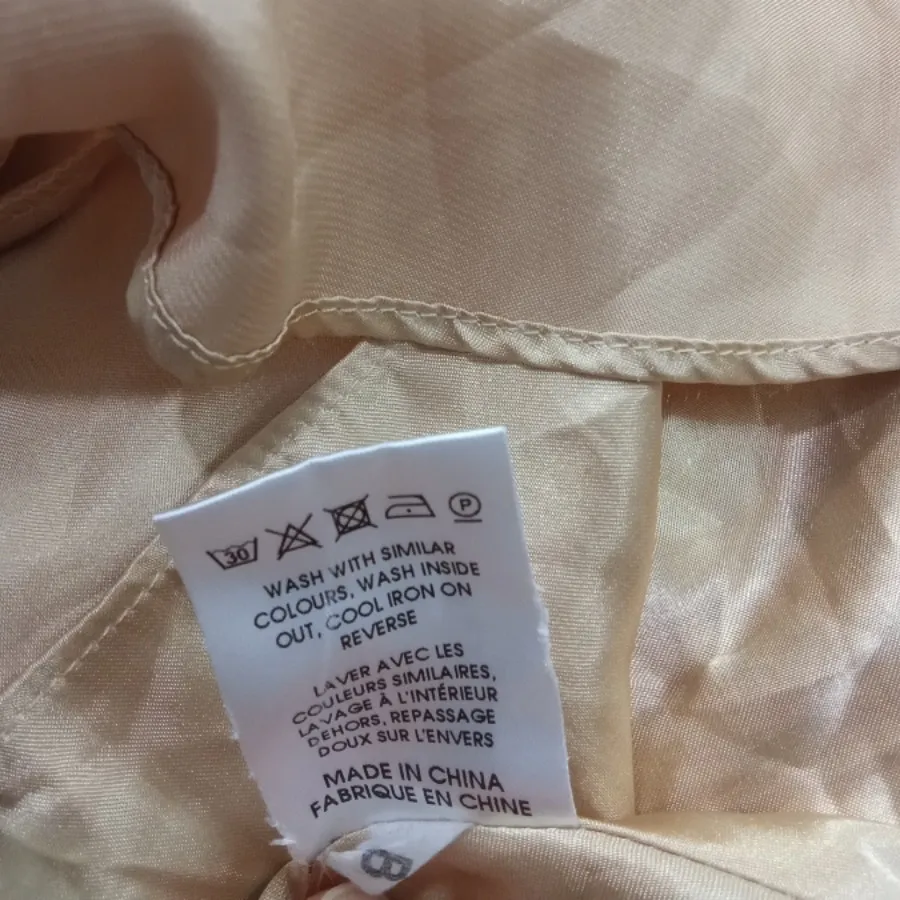 30 P
WASH WITH SIMILAR
COLOURS, WASH INSIDE
OUT, COOL IRON ON
REVERSE
LAVER AVEC LES
COULEURS SIMILAIRES,
LAVAGE À L'INTÉRIEUR
DEHORS, REPASSAGE
DOUX SUR L'ENVERS
MADE IN CHINA
FABRIQUE EN CHINE
8